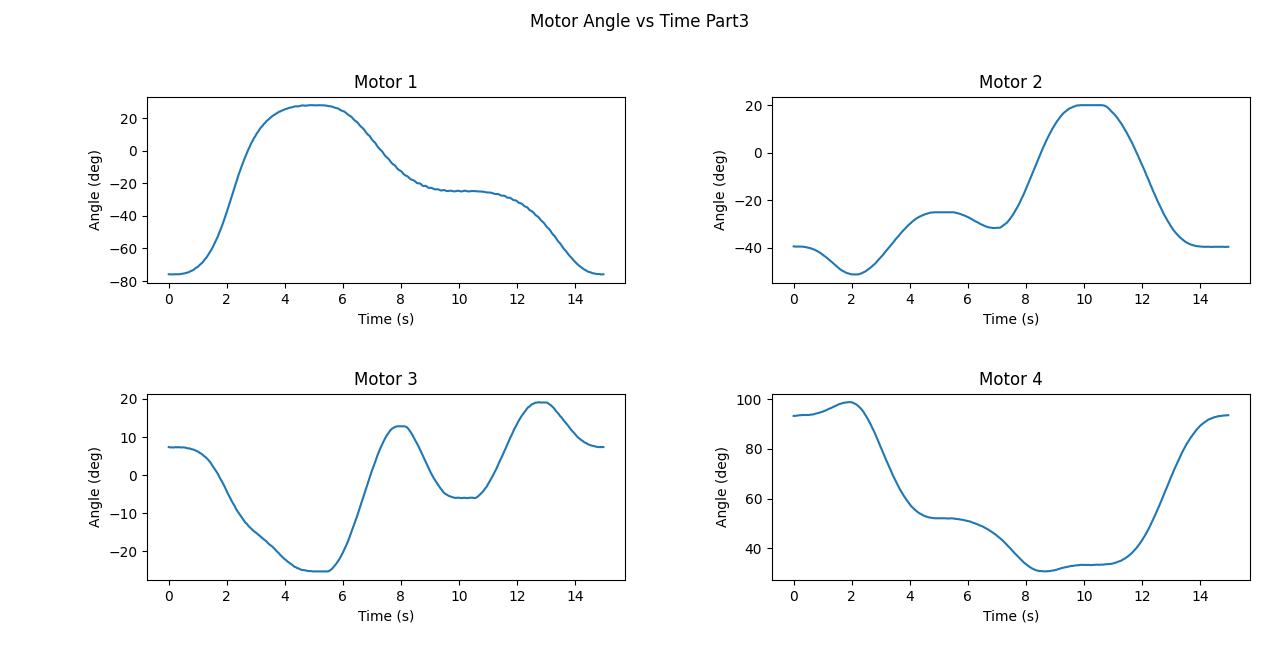 Motor Angle vs Time Part3
Motor 1
Motor 2
20
0
−20
−40
−60
−80
Angle (deg)
0 2 4 6 8 10 12 14
Time (s)
20
0
−20
−40
Angle (deg)
0 2 4 6 8 10 12 14
Time (s)
Motor 3
Motor 4
20
10
0
−10
−20
Angle (deg)
0 2 4 6 8 10 12 14
Time (s)
100
80
60
40
Angle (deg)
0 2 4 6 8 10 12 14
Time (s)